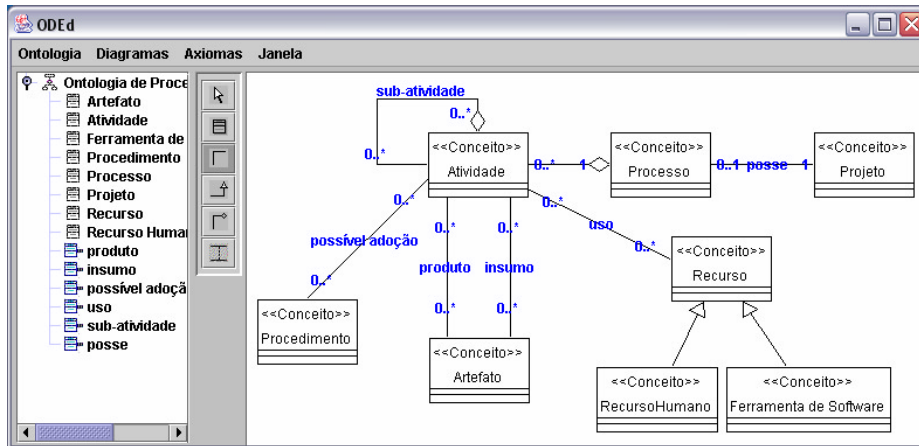 ODEd
Ontologia Diagramas Axiomas Janela
Ontologia de Proce
Artefato
Atividade
Ferramenta de
Procedimento
Processo
Projeto
Recurso
Recurso Human
produto
insumo
possível adoçã
uso
sub-atividade
posse
sub-atividade
0..*
0..*
<<Conceito>>
Atividade
0..* 1
<<Conceito>>
Processo
0..1 posse 1
<<Conceito>>
Projeto
0..*
possível adoção
0..*
0..* 0..*
produto insumo
0..* 0..*
0..*
uso
0..*
<<Conceito>>
Recurso
<<Conceito>>
Procedimento
<<Conceito>>
Artefato
<<Conceito>>
RecursoHumano
<<Conceito>>
Ferramenta de Software